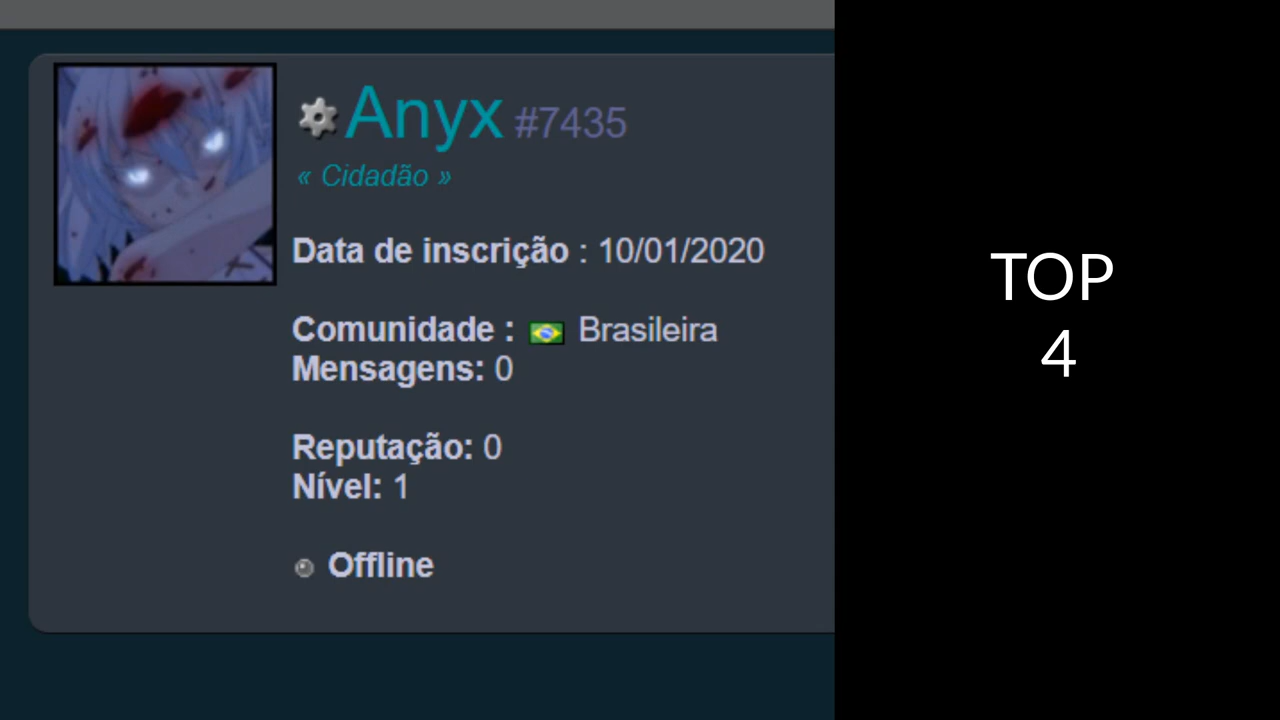 Anyx #7435
« Cidadão »
Data de inscrição : 10/01/2020
Comunidade : Brasileira
Mensagens: 0
Reputação: 0
Nível: 1
Offline
TOP
4